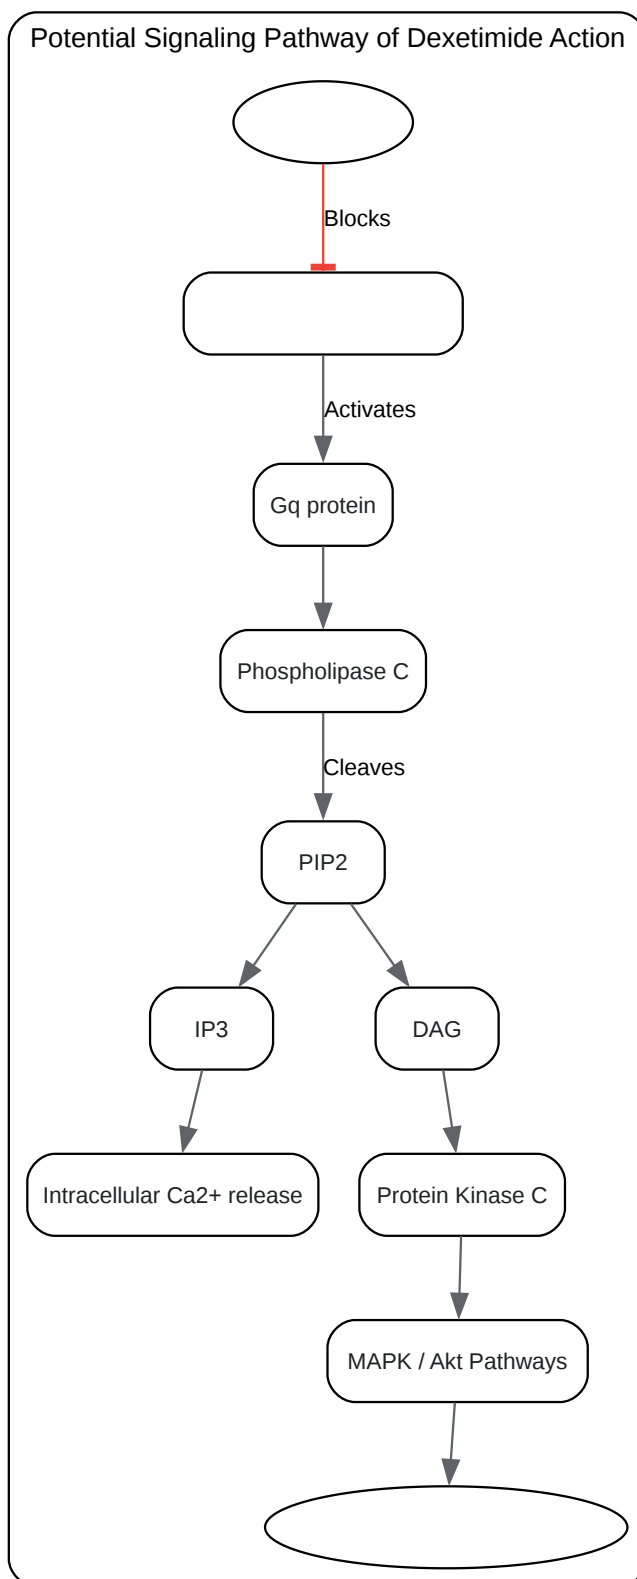 Potential Signaling Pathway of Dexetimide Action
Blocks
Activates
Gq protein
Phospholipase C
Cleaves
PIP2
IP3
DAG
Intracellular Ca2+ release
Protein Kinase C
MAPK / Akt Pathways